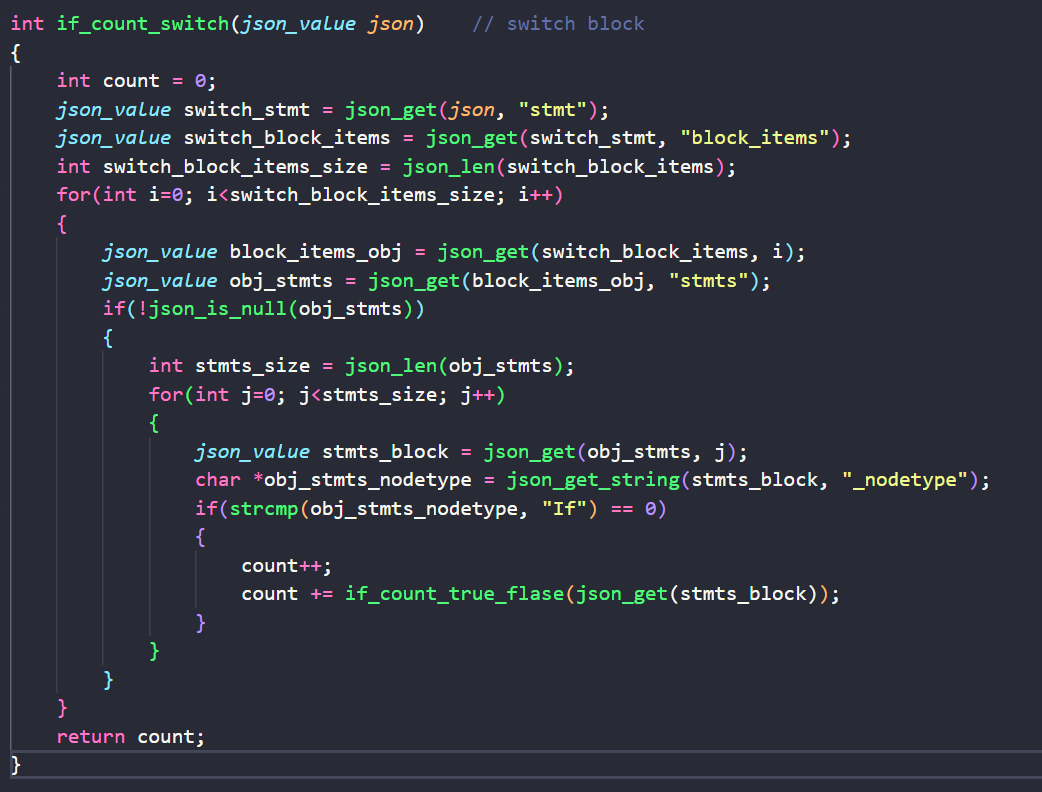 int if_count_switch(json_value json)    // switch block
{
    int count = 0;
    json_value switch_stmt = json_get(json, "stmt");
    json_value switch_block_items = json_get(switch_stmt, "block_items");
    int switch_block_items_size = json_len(switch_block_items);
    for(int i=0; i<switch_block_items_size; i++)
    {
        json_value block_items_obj = json_get(switch_block_items, i);
        json_value obj_stmts = json_get(block_items_obj, "stmts");
        if(!json_is_null(obj_stmts))
        {
            int stmts_size = json_len(obj_stmts);
            for(int j=0; j<stmts_size; j++)
            {
                json_value stmts_block = json_get(obj_stmts, j);
                char *obj_stmts_nodetype = json_get_string(stmts_block, "_nodetype");
                if(strcmp(obj_stmts_nodetype, "If") == 0)
                {
                    count++;
                    count += if_count_true_flase(json_get(stmts_block));
                }
            }
        }
    }
    return count;
}